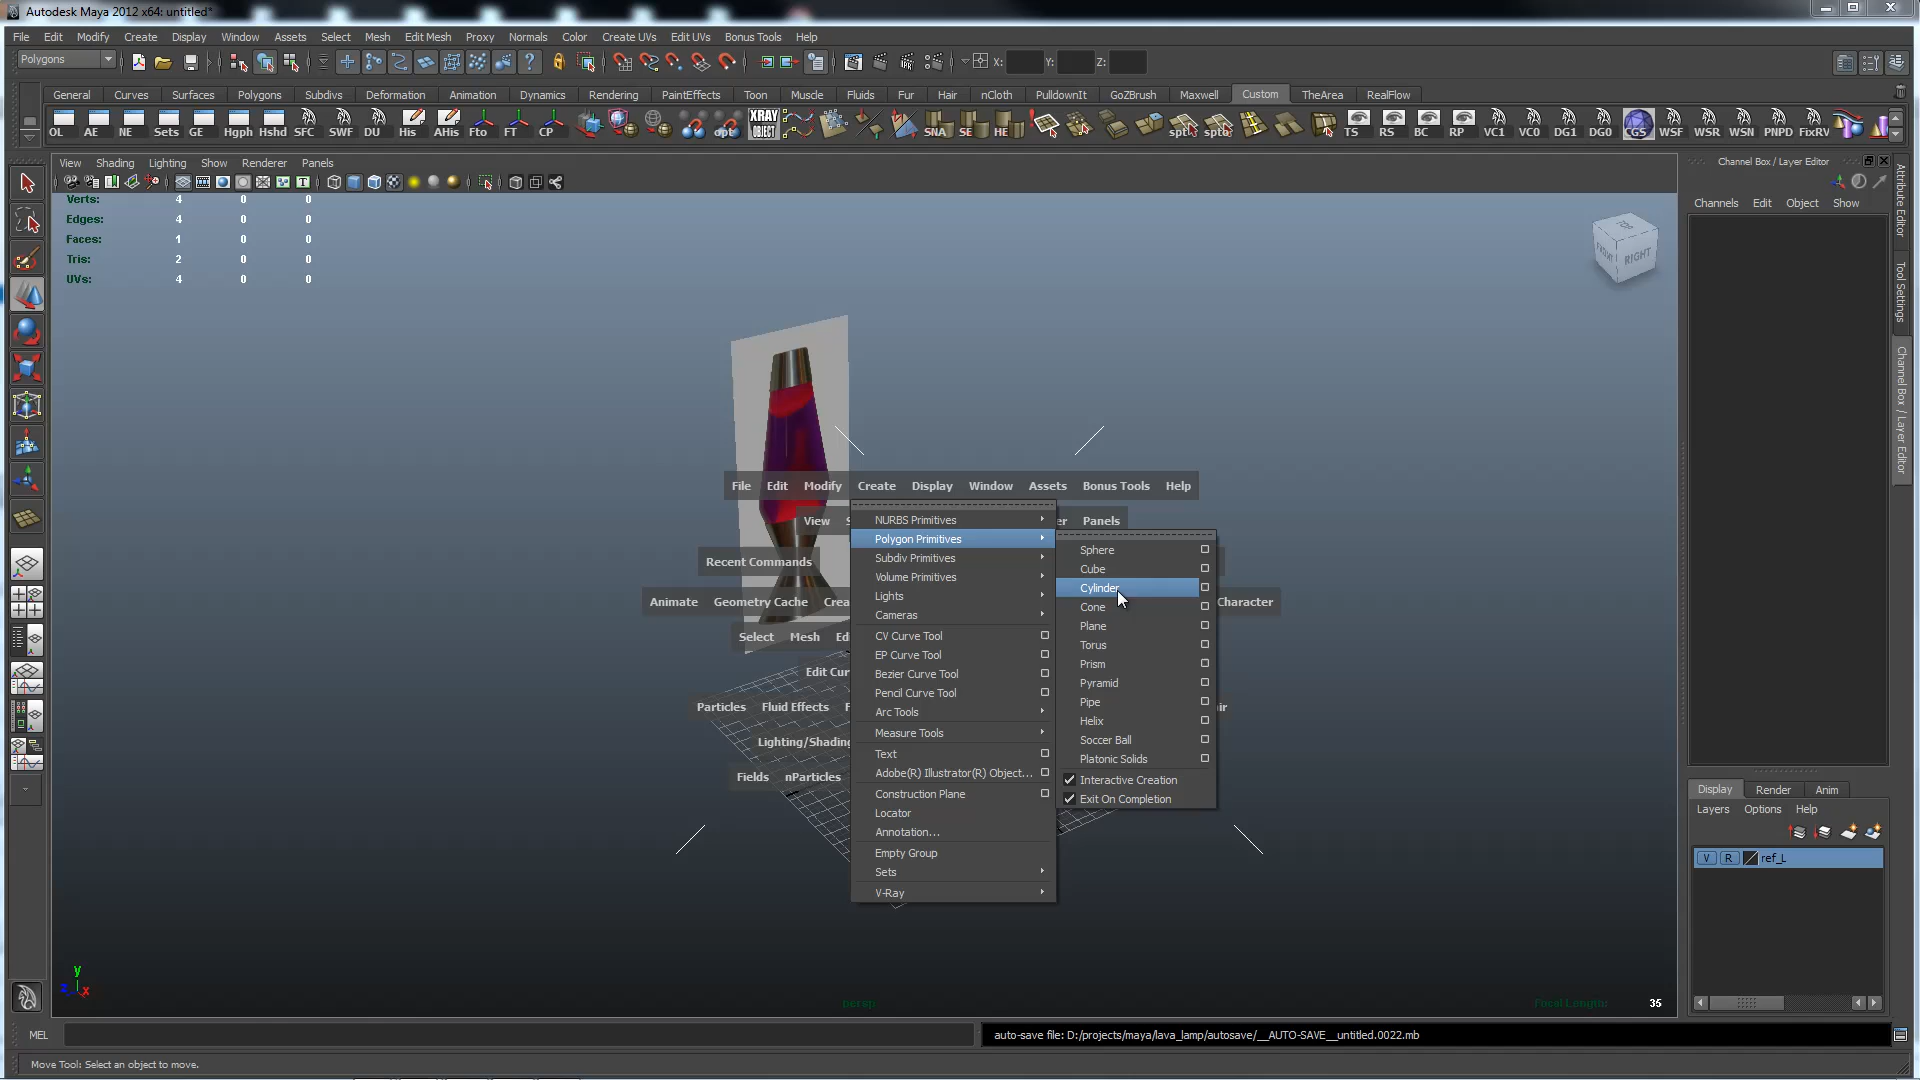 Autodesk Maya 2012 x64: untitled*
File Edit Modify Create Display Window Assets Select Mesh Edit Mesh Proxy Normals Color Create UVs Edit UVs Bonus Tools Help
Polygons X: Y: Z:
General Curves Surfaces Polygons Subdivs Deformation Animation Dynamics Rendering PaintEffects Toon Muscle Fluids Fur Hair nCloth PulldownIt GoZBrush Maxwell Custom TheArea RealFlow
OL AE NE Sets GE Hgph Hshd SFC SWF DU His AHis Fto FT CP opt XRAY OBJECT SNA SE HE spt sptb TS RS BC RP VC1 VC0 DG1 DG0 CGS WSF WSR WSN PNPD FixRV
View Shading Lighting Show Renderer Panels
Channel Box / Layer Editor
Channels Edit Object Show
Verts: 4 0 0
Edges: 4 0 0
Faces: 1 0 0
Tris: 2 0 0
UVs: 4 0 0
TOP
FRONT RIGHT
Attribute Editor
Tool Settings
Channel Box / Layer Editor
File Edit Modify Create Display Window Assets Bonus Tools Help
View S er Panels
Recent Commands
Animate Geometry Cache Crea Character
Select Mesh Ed
Edit Cur
Particles Fluid Effects F ir
Lighting/Shading
Fields nParticles
NURBS Primitives
Polygon Primitives
Subdiv Primitives
Volume Primitives
Lights
Cameras
CV Curve Tool
EP Curve Tool
Bezier Curve Tool
Pencil Curve Tool
Arc Tools
Measure Tools
Text
Adobe(R) Illustrator(R) Object...
Construction Plane
Locator
Annotation...
Empty Group
Sets
V-Ray
Sphere
Cube
Cylinder
Cone
Plane
Torus
Prism
Pyramid
Pipe
Helix
Soccer Ball
Platonic Solids
Interactive Creation
Exit On Completion
Display Render Anim
Layers Options Help
V R ref_L
y
z x
persp
Focal Length: 35
MEL
auto-save file: D:/projects/maya/lava_lamp/autosave/__AUTO-SAVE__untitled.0022.mb
Move Tool: Select an object to move.